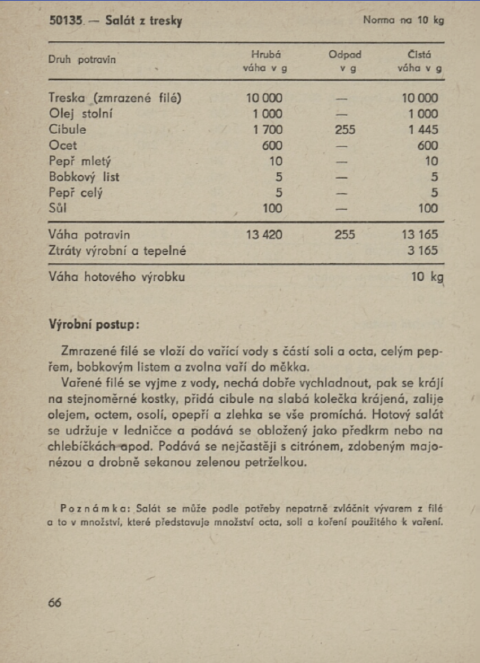 50135 — Salát z tresky Norma na 10 kg
Druh potravin Hrubá váha v g Odpad v g Čistá váha v g
Treska (zmrazené filé) 10 000 — 10 000
Olej stolní 1 000 — 1 000
Cibule 1 700 255 1 445
Ocet 600 — 600
Pepř mletý 10 — 10
Bobkový list 5 — 5
Pepř celý 5 — 5
Sůl 100 — 100
Váha potravin 13 420 255 13 165
Ztráty výrobní a tepelné 3 165
Váha hotového výrobku 10 kg
Výrobní postup:
Zmrazené filé se vloží do vařící vody s částí soli a octa, celým pep-
řem, bobkovým listem a zvolna vaří do měkka.
Vařené filé se vyjme z vody, nechá dobře vychladnout, pak se krájí
na stejnoměrné kostky, přidá cibule na slabá kolečka krájená, zalije
olejem, octem, osolí, opepří a zlehka se vše promíchá. Hotový salát
se udržuje v ledničce a podává se obložený jako předkrm nebo na
chlebíčkách apod. Podává se nejčastěji s citrónem, zdobeným majo-
nézou a drobně sekanou zelenou petrželkou.
Poznámka: Salát se může podle potřeby nepatrně zvláčnit vývarem z filé
a to v množství, které představuje množství octa, soli a koření použitého k vaření.
66